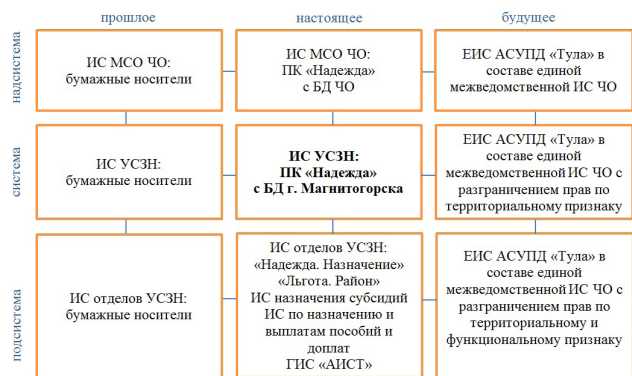 прошлое
настоящее
будущее
надсистема
ИС МСО ЧО:
бумажные носители
ИС МСО ЧО:
ПК «Надежда»
с БД ЧО
ЕИС АСУПД «Тула» в
составе единой
межведомственной ИС ЧО
система
ИС УСЗН:
бумажные носители
ИС УСЗН:
ПК «Надежда»
с БД г. Магнитогорска
ЕИС АСУПД «Тула» в
составе единой
межведомственной ИС ЧО с
разграничением прав по
территориальному признаку
подсистема
ИС отделов УСЗН:
бумажные носители
ИС отделов УСЗН:
«Надежда. Назначение»
«Льгота. Район»
ИС назначения субсидий
ИС по назначению и
выплатам пособий и
доплат
ГИС «АИСТ»
ЕИС АСУПД «Тула» в
составе единой
межведомственной ИС ЧО с
разграничением прав по
территориальному и
функциональному признаку